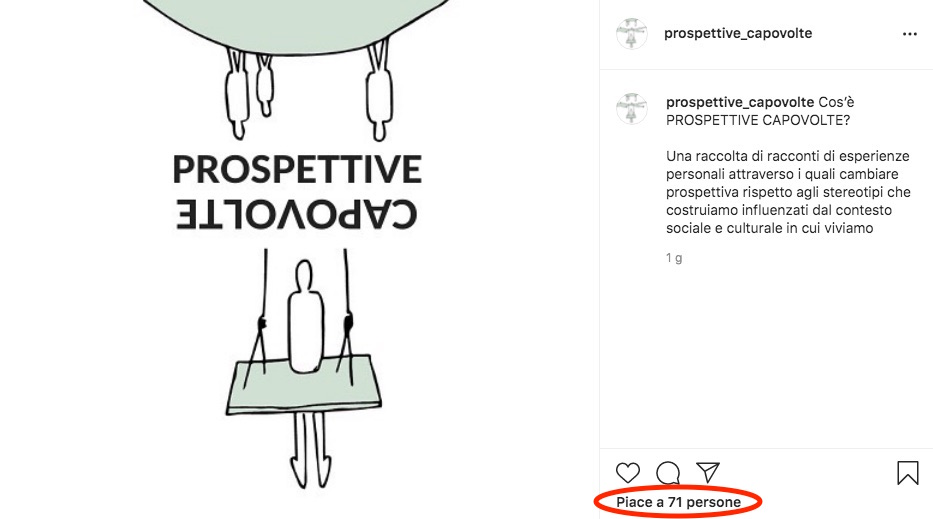 PROSPETTIVE
CAPOVOLTE
prospettive_capovolte
prospettive_capovolte Cos’è
PROSPETTIVE CAPOVOLTE?
Una raccolta di racconti di esperienze
personali attraverso i quali cambiare
prospettiva rispetto agli stereotipi che
costruiamo influenzati dal contesto
sociale e culturale in cui viviamo
1 g
Piace a 71 persone